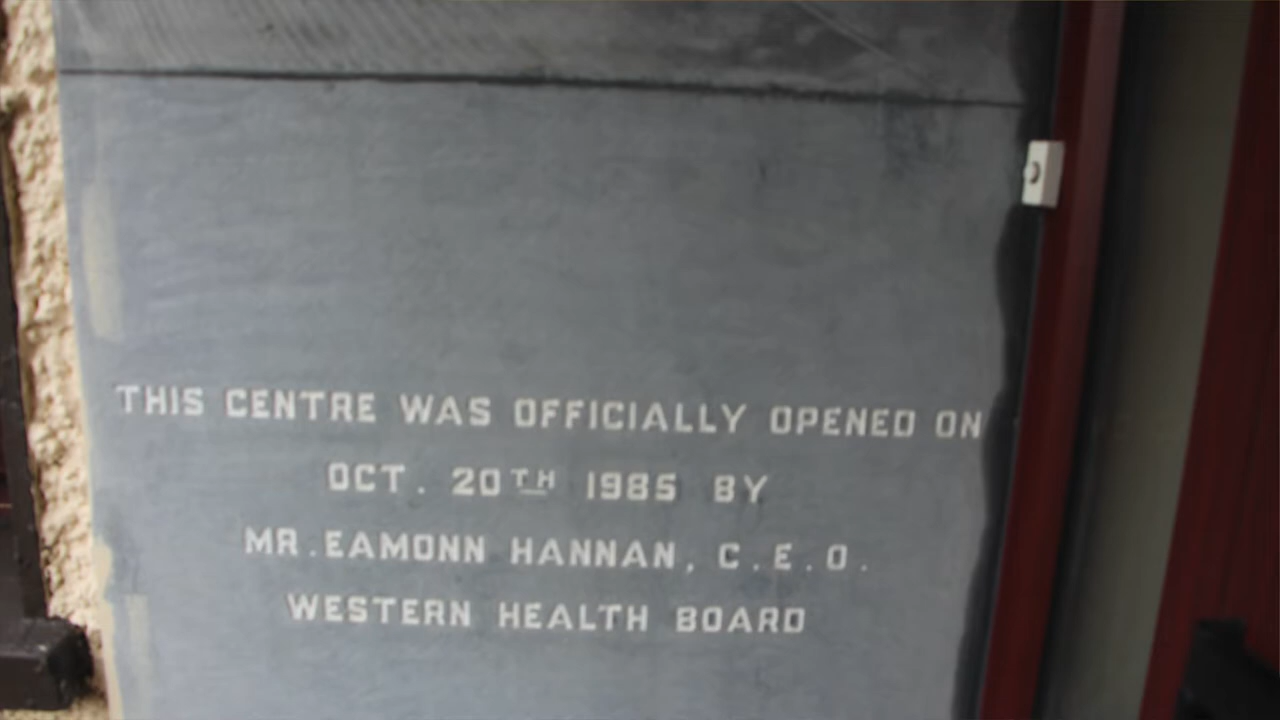 THIS CENTRE WAS OFFICIALLY OPENED ON
OCT. 20TH 1985 BY
MR.EAMONN HANNAN, C.E.O.
WESTERN HEALTH BOARD